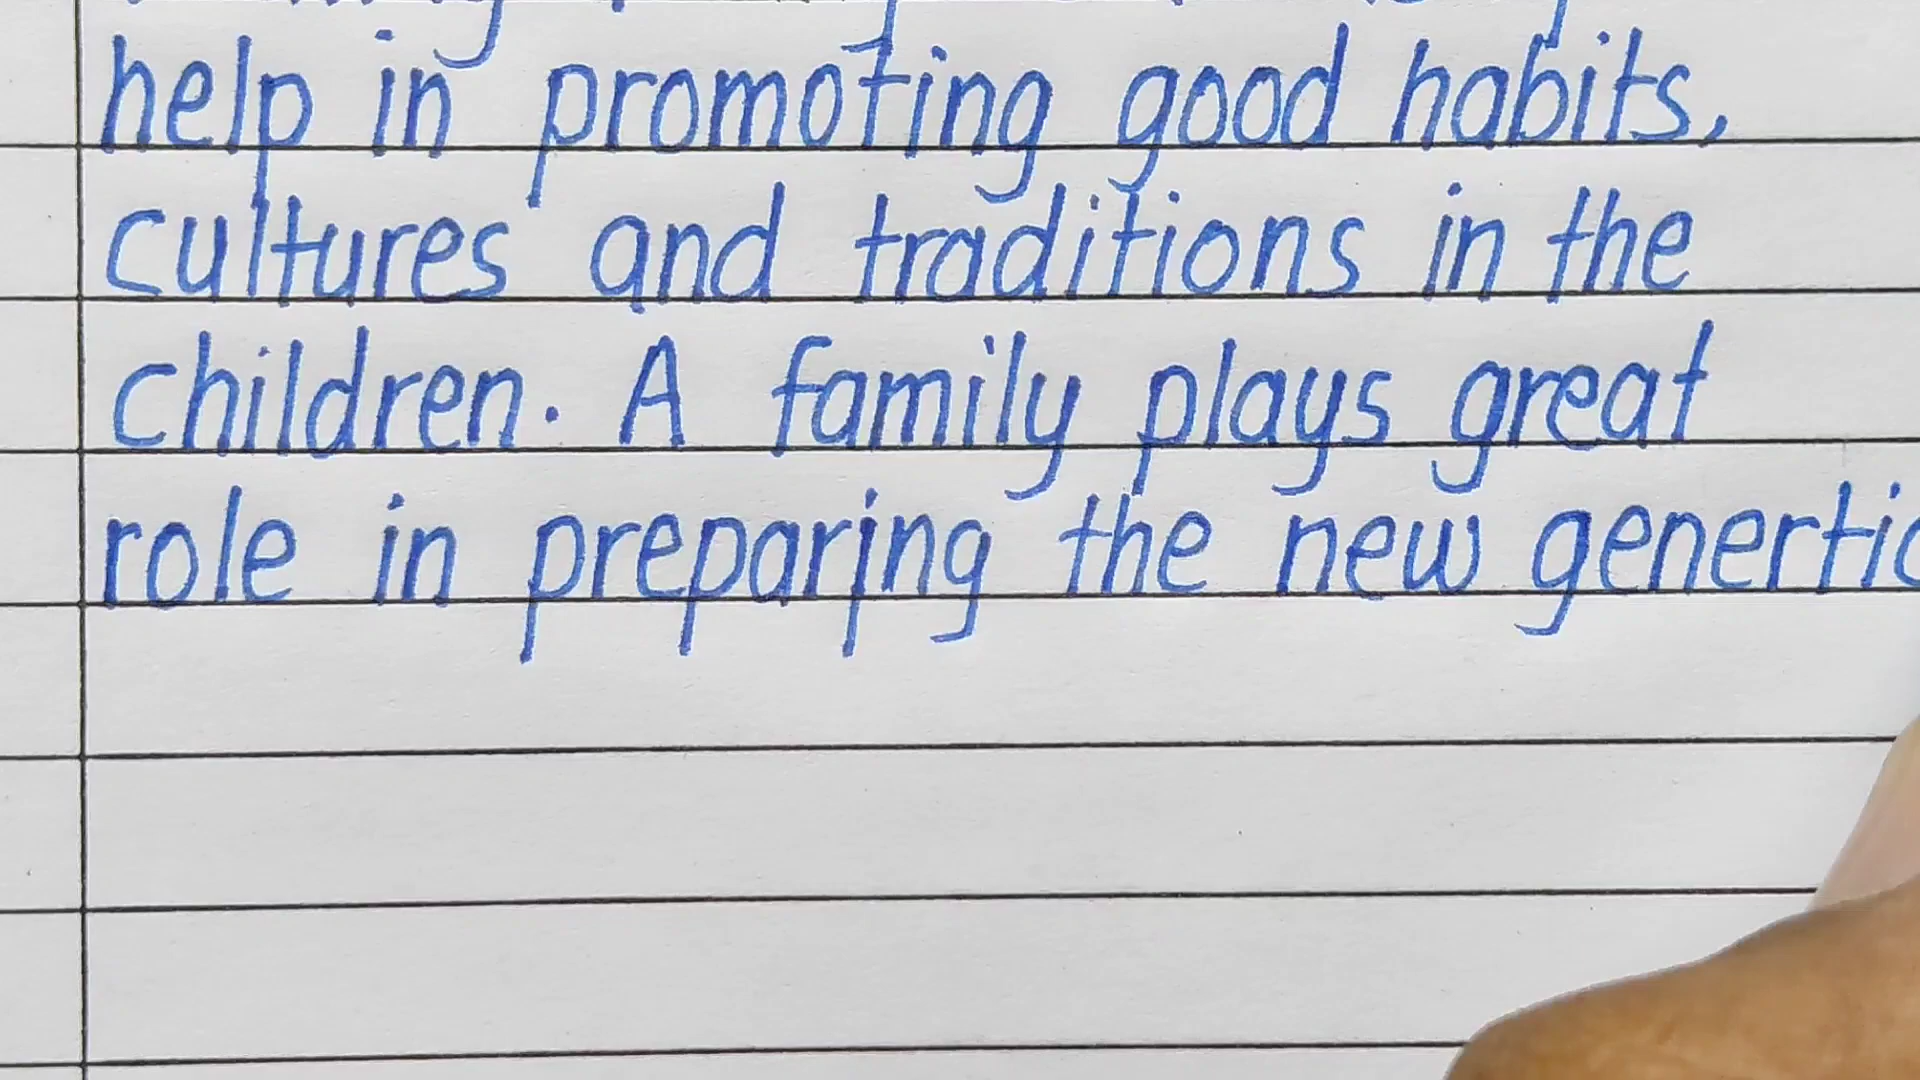 help in promoting good habits,
cultures and traditions in the
children. A family plays great
role in preparing the new genertio